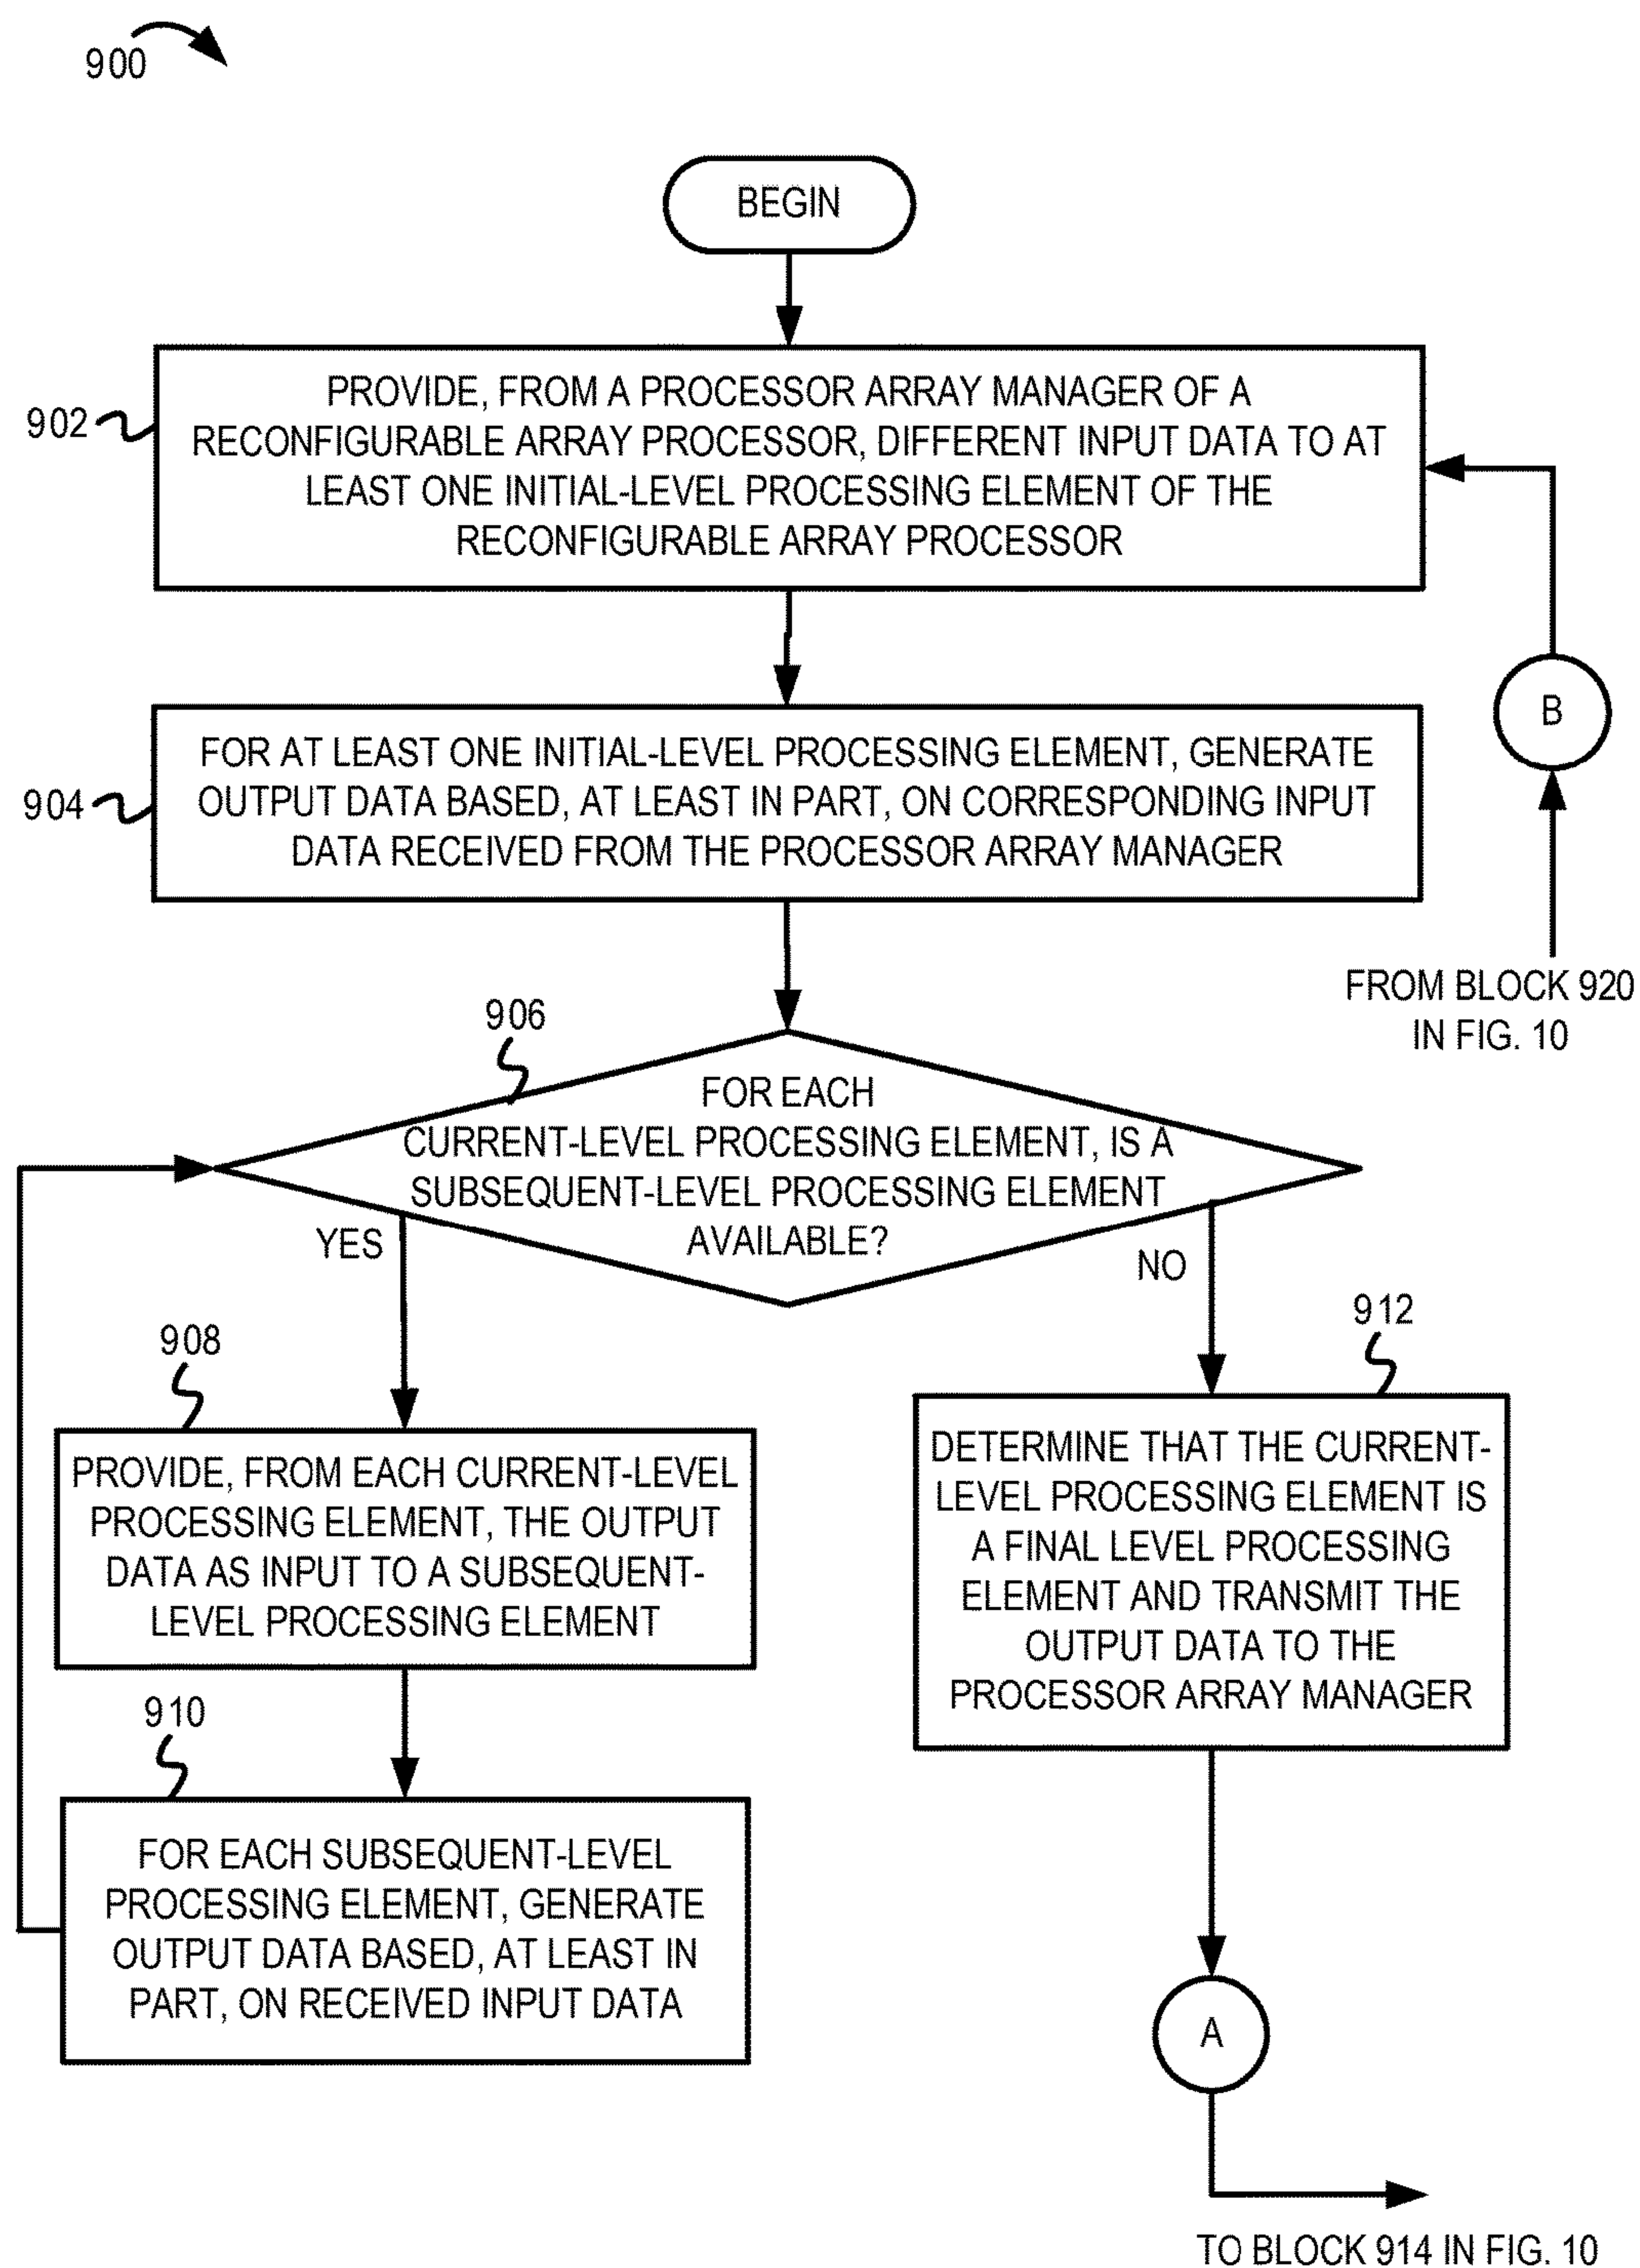 900
BEGIN
902
PROVIDE, FROM A PROCESSOR ARRAY MANAGER OF A
RECONFIGURABLE ARRAY PROCESSOR, DIFFERENT INPUT DATA TO AT
LEAST ONE INITIAL-LEVEL PROCESSING ELEMENT OF THE
RECONFIGURABLE ARRAY PROCESSOR
904
FOR AT LEAST ONE INITIAL-LEVEL PROCESSING ELEMENT, GENERATE
OUTPUT DATA BASED, AT LEAST IN PART, ON CORRESPONDING INPUT
DATA RECEIVED FROM THE PROCESSOR ARRAY MANAGER
B
FROM BLOCK 920
IN FIG. 10
906
FOR EACH
CURRENT-LEVEL PROCESSING ELEMENT, IS A
SUBSEQUENT-LEVEL PROCESSING ELEMENT
AVAILABLE?
YES
NO
908
PROVIDE, FROM EACH CURRENT-LEVEL
PROCESSING ELEMENT, THE OUTPUT
DATA AS INPUT TO A SUBSEQUENT-
LEVEL PROCESSING ELEMENT
910
FOR EACH SUBSEQUENT-LEVEL
PROCESSING ELEMENT, GENERATE
OUTPUT DATA BASED, AT LEAST IN
PART, ON RECEIVED INPUT DATA
912
DETERMINE THAT THE CURRENT-
LEVEL PROCESSING ELEMENT IS
A FINAL LEVEL PROCESSING
ELEMENT AND TRANSMIT THE
OUTPUT DATA TO THE
PROCESSOR ARRAY MANAGER
A
TO BLOCK 914 IN FIG. 10